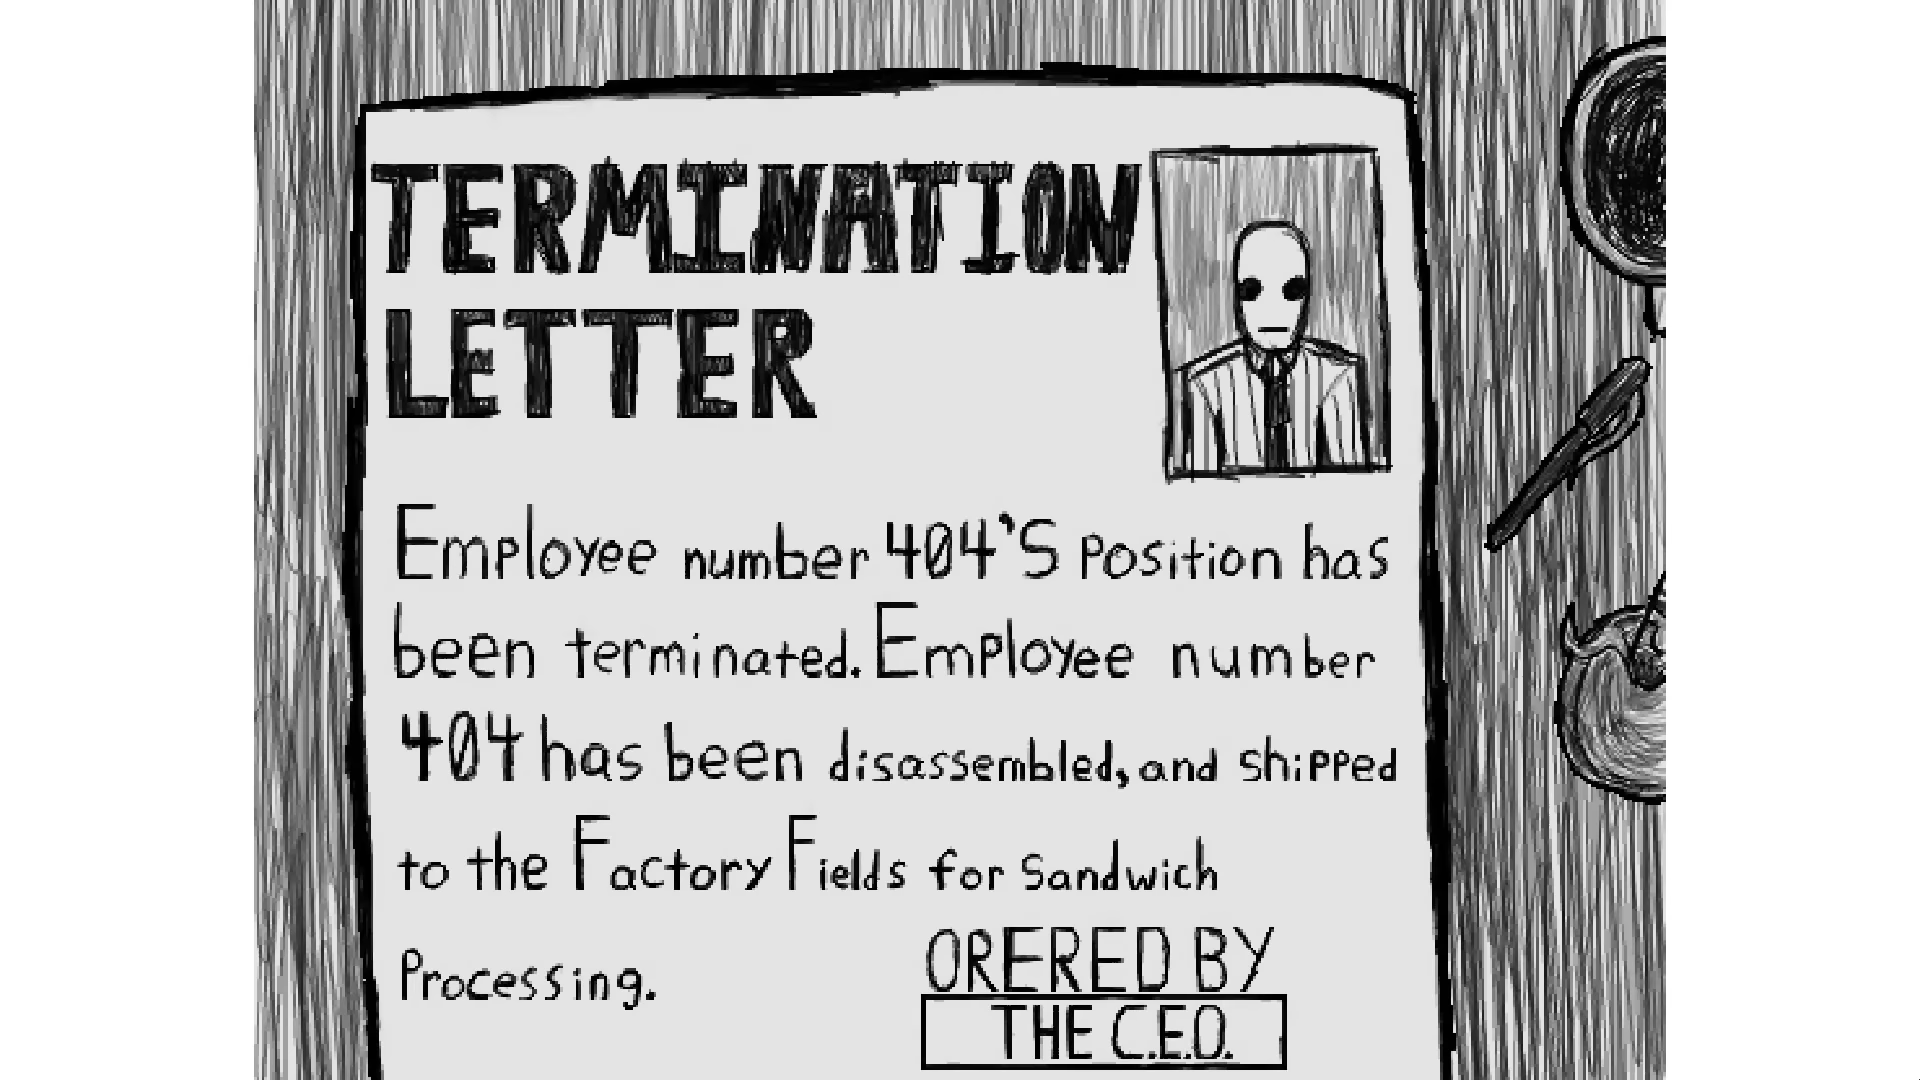 TERMINATION
LETTER
Employee number 404'S Position has
been terminated. Employee number
404 has been disassembled, and shipped
to the Factory Fields for Sandwich
Processing.
ORERED BY
THE C.E.O.